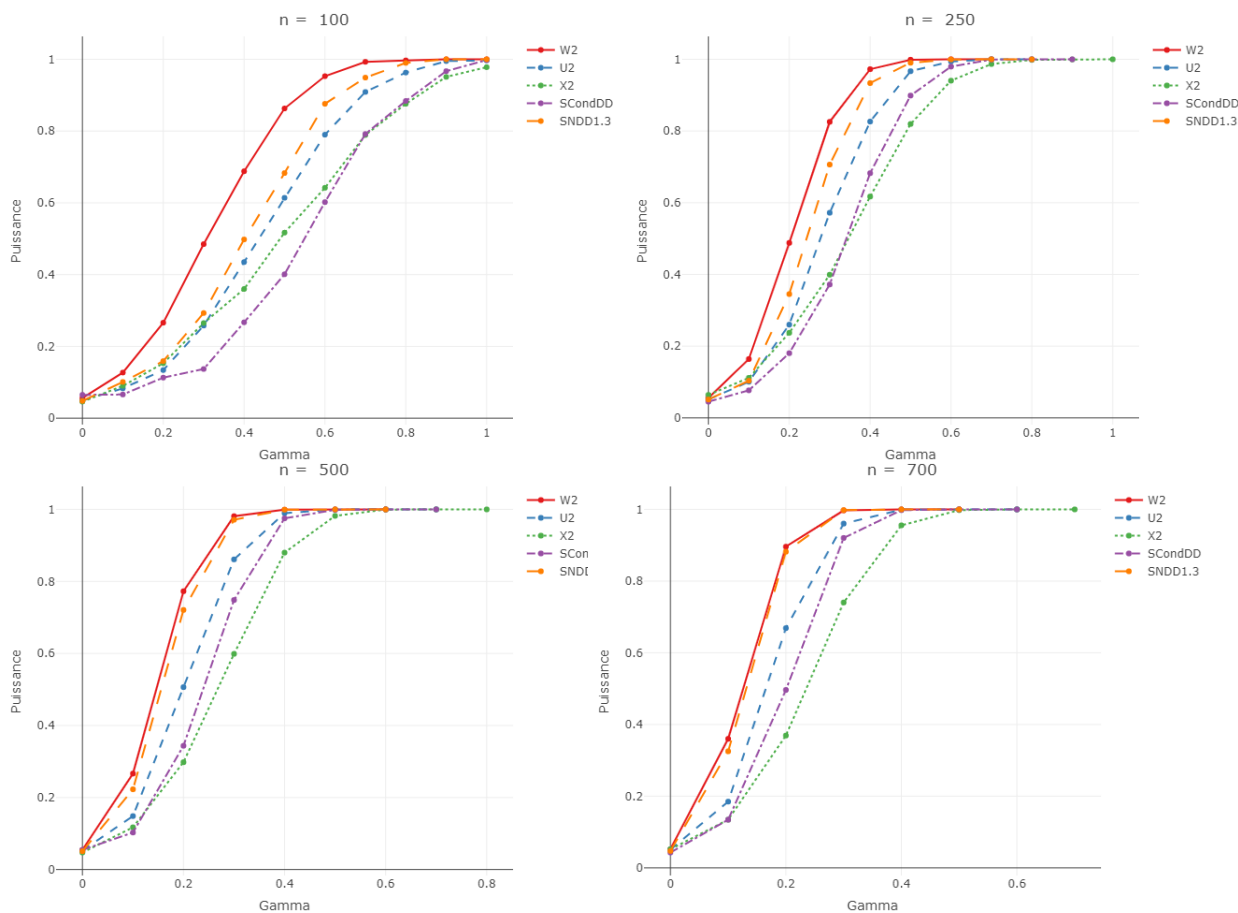 n = 100
1
0.8
0.6
0.4
0.2
0
Puissance
0
0.2
0.4
0.6
0.8
1
Gamma
W2
U2
X2
SCondDD
SNDD1.3
n = 250
1
0.8
0.6
0.4
0.2
0
Puissance
0
0.2
0.4
0.6
0.8
1
Gamma
W2
U2
X2
SCondDD
SNDD1.3
n = 500
1
0.8
0.6
0.4
0.2
0
Puissance
0
0.2
0.4
0.6
0.8
Gamma
W2
U2
X2
SCon
SNDI
n = 700
1
0.8
0.6
0.4
0.2
0
Puissance
0
0.2
0.4
0.6
Gamma
W2
U2
X2
SCondDD
SNDD1.3